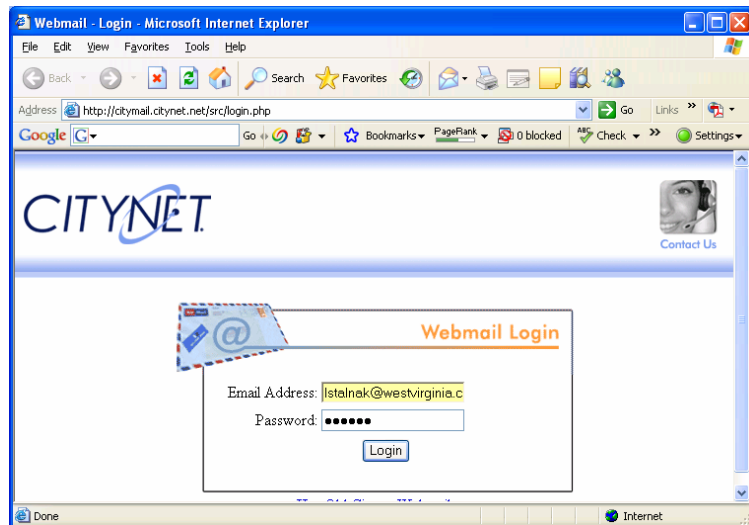 Webmail - Login - Microsoft Internet Explorer
File Edit View Favorites Tools Help
Back Search Favorites
Address http://citymail.citynet.net/src/login.php Go Links »
Google G Go Bookmarks PageRank 0 blocked ABC Check » Settings
CITYNET
Contact Us
@ Webmail Login
Email Address: lstalnak@westvirginia.c
Password: ••••••
Login
Done Internet